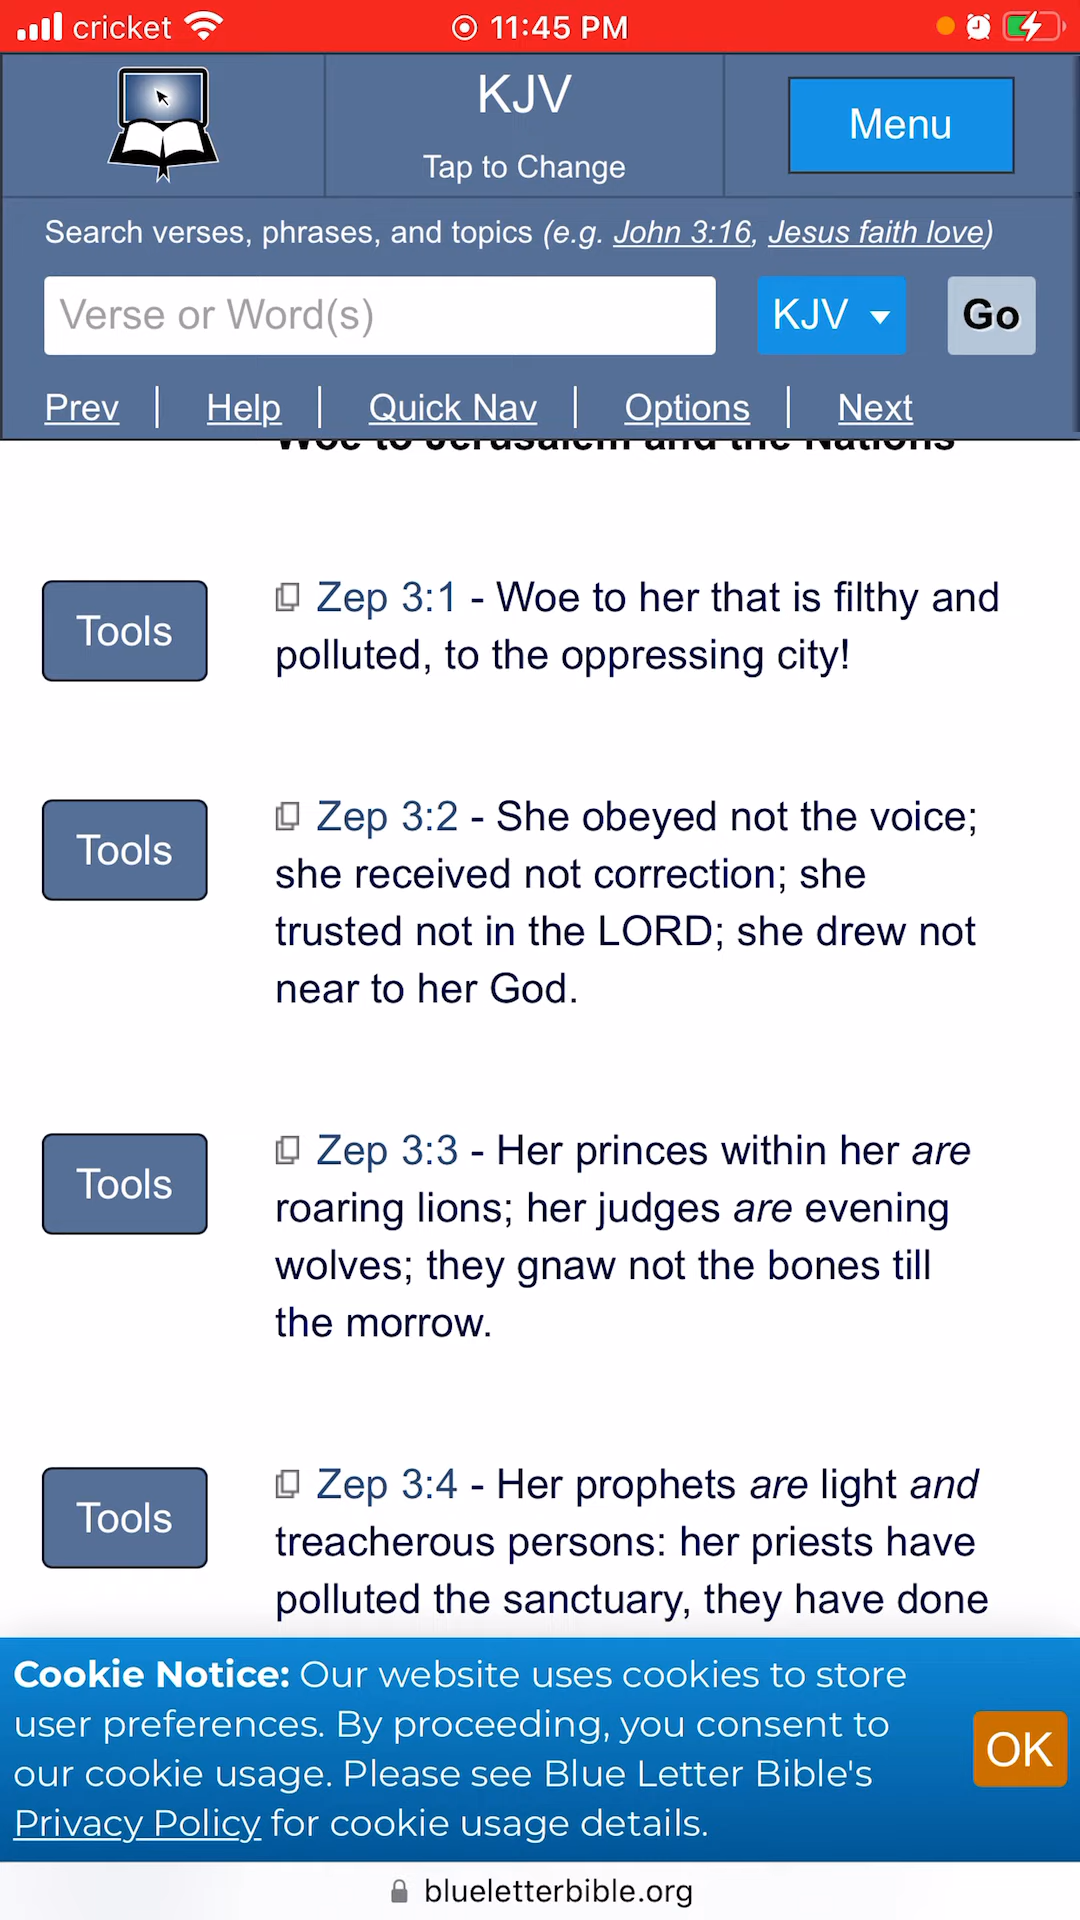 cricket 11:45 PM
KJV
Tap to Change
Menu
Search verses, phrases, and topics (e.g. John 3:16, Jesus faith love)
Verse or Word(s)
KJV
Go
Prev | Help | Quick Nav | Options | Next
Woe to Jerusalem and the Nations
Tools
Zep 3:1 - Woe to her that is filthy and
polluted, to the oppressing city!
Tools
Zep 3:2 - She obeyed not the voice;
she received not correction; she
trusted not in the LORD; she drew not
near to her God.
Tools
Zep 3:3 - Her princes within her are
roaring lions; her judges are evening
wolves; they gnaw not the bones till
the morrow.
Tools
Zep 3:4 - Her prophets are light and
treacherous persons: her priests have
polluted the sanctuary, they have done
Cookie Notice: Our website uses cookies to store
user preferences. By proceeding, you consent to
our cookie usage. Please see Blue Letter Bible's
Privacy Policy for cookie usage details.
OK
blueletterbible.org